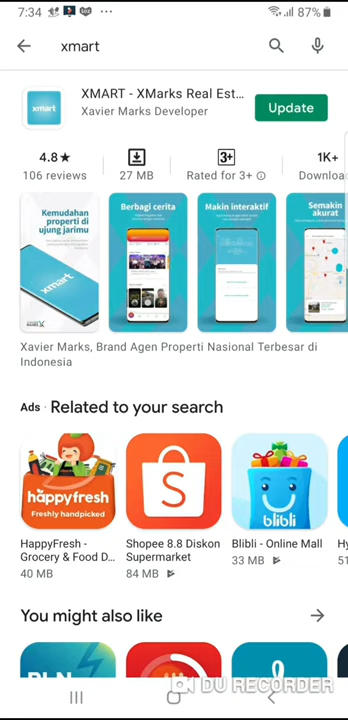 7:34
87%
xmart
xmart
XMART - XMarks Real Est...
Xavier Marks Developer
Update
4.8★
106 reviews
27 MB
3+
Rated for 3+
1K+
Downloa
Kemudahan
properti di
ujung jarimu
xmart
Berbagi cerita
Makin interaktif
Semakin
akurat
Xavier Marks, Brand Agen Properti Nasional Terbesar di
Indonesia
Ads · Related to your search
happyfresh
Freshly handpicked
S
blibli
HappyFresh -
Grocery & Food D...
40 MB
Shopee 8.8 Diskon
Supermarket
84 MB
Blibli - Online Mall
33 MB
Hy
51
You might also like
PLN
DU RECORDER